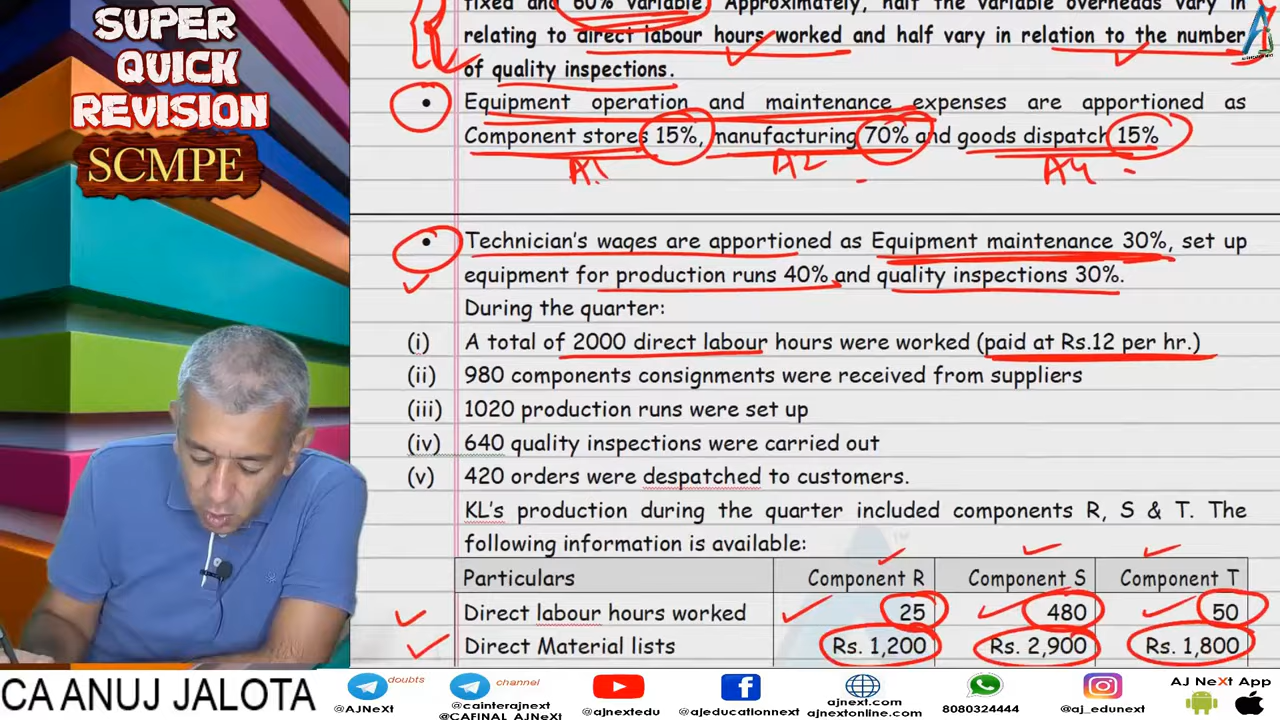 SUPER
QUICK
REVISION
SCMPE
fixed and 60% variable. Approximately, half the variable overheads vary in
relating to direct labour hours worked and half vary in relation to the number
of quality inspections.
• Equipment operation and maintenance expenses are apportioned as
Component stores 15%, manufacturing 70% and goods dispatch 15%
A1 A2 A4
• Technician's wages are apportioned as Equipment maintenance 30%, set up
equipment for production runs 40% and quality inspections 30%.
During the quarter:
(i) A total of 2000 direct labour hours were worked (paid at Rs.12 per hr.)
(ii) 980 components consignments were received from suppliers
(iii) 1020 production runs were set up
(iv) 640 quality inspections were carried out
(v) 420 orders were despatched to customers.
KL's production during the quarter included components R, S & T. The
following information is available:
Particulars Component R Component S Component T
Direct labour hours worked 25 480 50
Direct Material lists Rs. 1,200 Rs. 2,900 Rs. 1,800
CA ANUJ JALOTA
doubts
@AJNeXt
channel
@cainterajnext
@CAFINAL_AJNeXt
@ajnextedu
@ajeducationnext
ajnext.com
ajnextonline.com
8080324444
@aj_edunext
AJ NeXt App